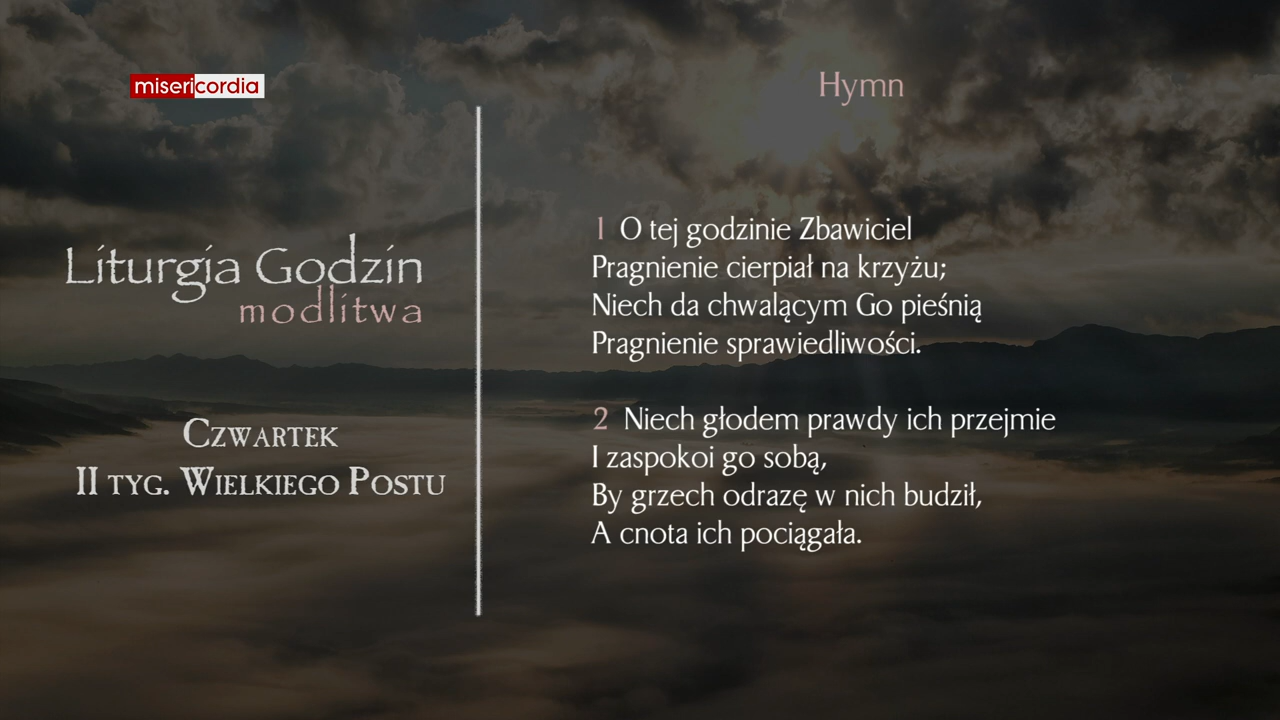 misericordia
Liturgia Godzin
modlitwa
Czwartek
II tyg. Wielkiego Postu
Hymn
1 O tej godzinie Zbawiciel
Pragnienie cierpiał na krzyżu;
Niech da chwalącym Go pieśnią
Pragnienie sprawiedliwości.
2 Niech głodem prawdy ich przejmie
I zaspokoi go sobą,
By grzech odrazę w nich budził,
A cnota ich pociągała.